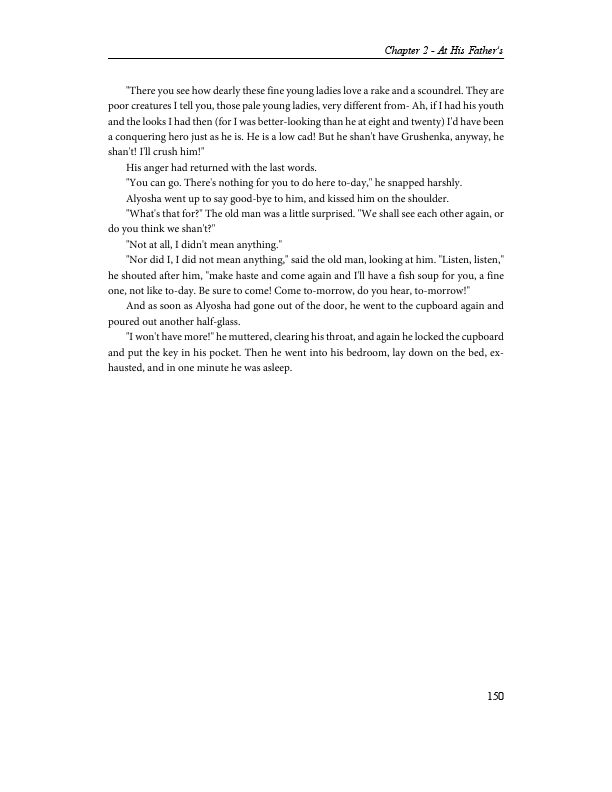 Chapter 2 - At His Father's
"There you see how dearly these fine young ladies love a rake and a scoundrel. They are
poor creatures I tell you, those pale young ladies, very different from- Ah, if I had his youth
and the looks I had then (for I was better-looking than he at eight and twenty) I'd have been
a conquering hero just as he is. He is a low cad! But he shan't have Grushenka, anyway, he
shan't! I'll crush him!"
His anger had returned with the last words.
"You can go. There's nothing for you to do here to-day," he snapped harshly.
Alyosha went up to say good-bye to him, and kissed him on the shoulder.
"What's that for?" The old man was a little surprised. "We shall see each other again, or
do you think we shan't?"
"Not at all, I didn't mean anything."
"Nor did I, I did not mean anything," said the old man, looking at him. "Listen, listen,"
he shouted after him, "make haste and come again and I'll have a fish soup for you, a fine
one, not like to-day. Be sure to come! Come to-morrow, do you hear, to-morrow!"
And as soon as Alyosha had gone out of the door, he went to the cupboard again and
poured out another half-glass.
"I won't have more!" he muttered, clearing his throat, and again he locked the cupboard
and put the key in his pocket. Then he went into his bedroom, lay down on the bed, ex-
hausted, and in one minute he was asleep.
150